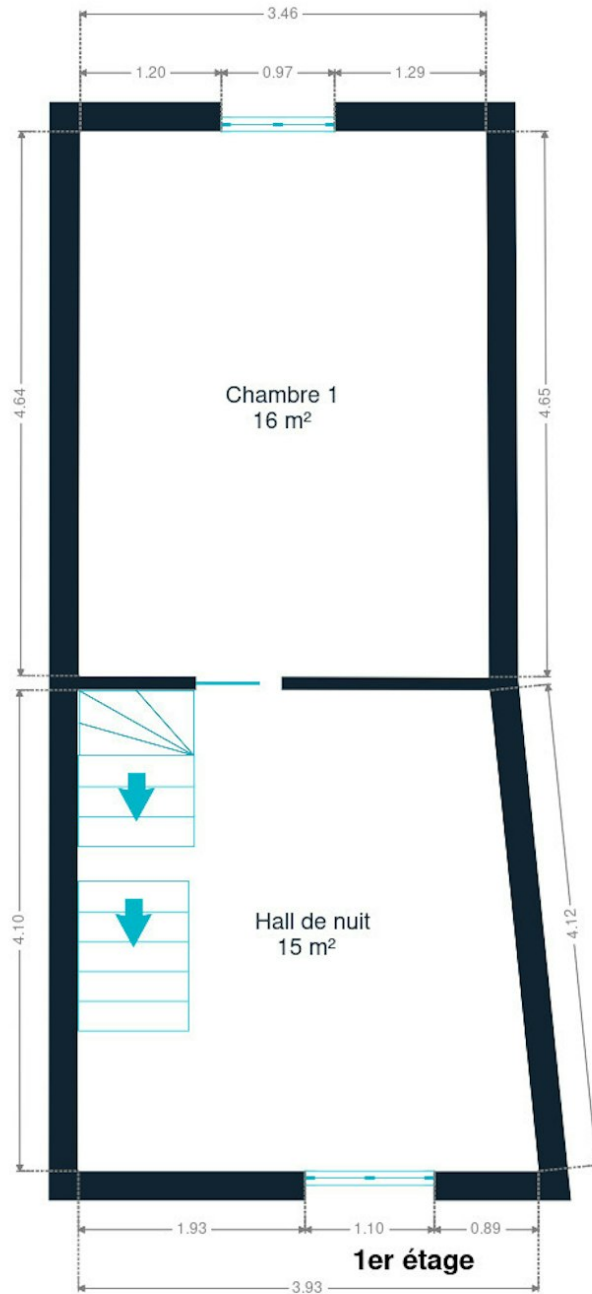 3.46
1.20
0.97
1.29
4.64
4.65
Chambre 1
16 m²
4.10
4.12
Hall de nuit
15 m²
1.93
1.10
0.89
1er étage
3.93